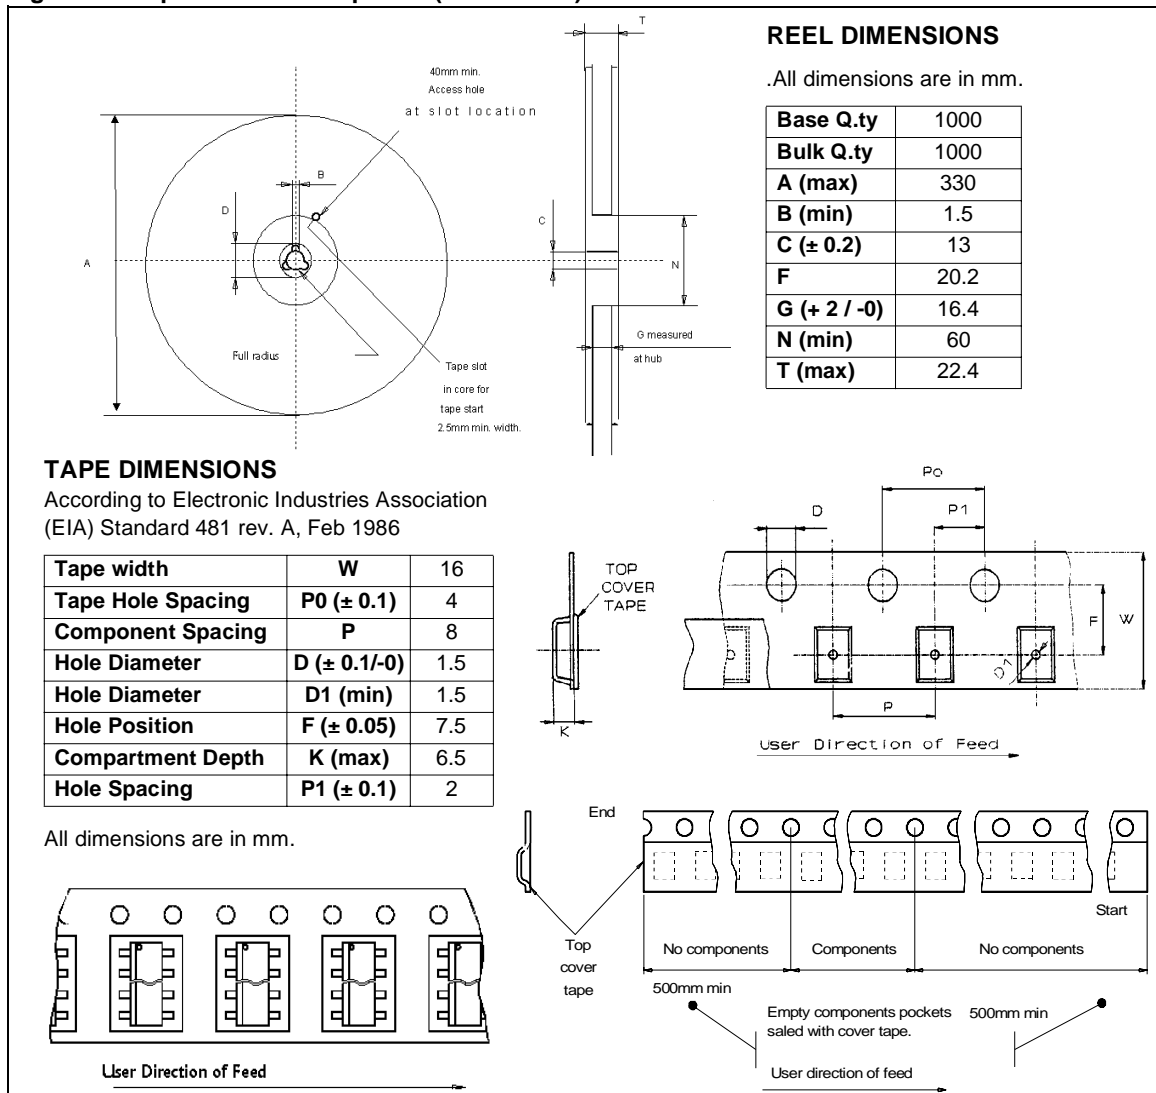 T
40mm min.
Access hole
at slot location
B
D
A
C
N
G measured
at hub
Full radius
Tape slot
in core for
tape start
2.5mm min. width.
REEL DIMENSIONS
.All dimensions are in mm.
Base Q.ty 1000
Bulk Q.ty 1000
A (max) 330
B (min) 1.5
C (± 0.2) 13
F 20.2
G (+ 2 / -0) 16.4
N (min) 60
T (max) 22.4
TAPE DIMENSIONS
According to Electronic Industries Association
(EIA) Standard 481 rev. A, Feb 1986
Tape width W 16
Tape Hole Spacing P0 (± 0.1) 4
Component Spacing P 8
Hole Diameter D (± 0.1/-0) 1.5
Hole Diameter D1 (min) 1.5
Hole Position F (± 0.05) 7.5
Compartment Depth K (max) 6.5
Hole Spacing P1 (± 0.1) 2
All dimensions are in mm.
TOP
COVER
TAPE
K
Po
P1
D
F
W
D1
P
User Direction of Feed
End
Start
Top
cover
tape
No components Components No components
500mm min
Empty components pockets
saled with cover tape.
500mm min
User direction of feed
User Direction of Feed